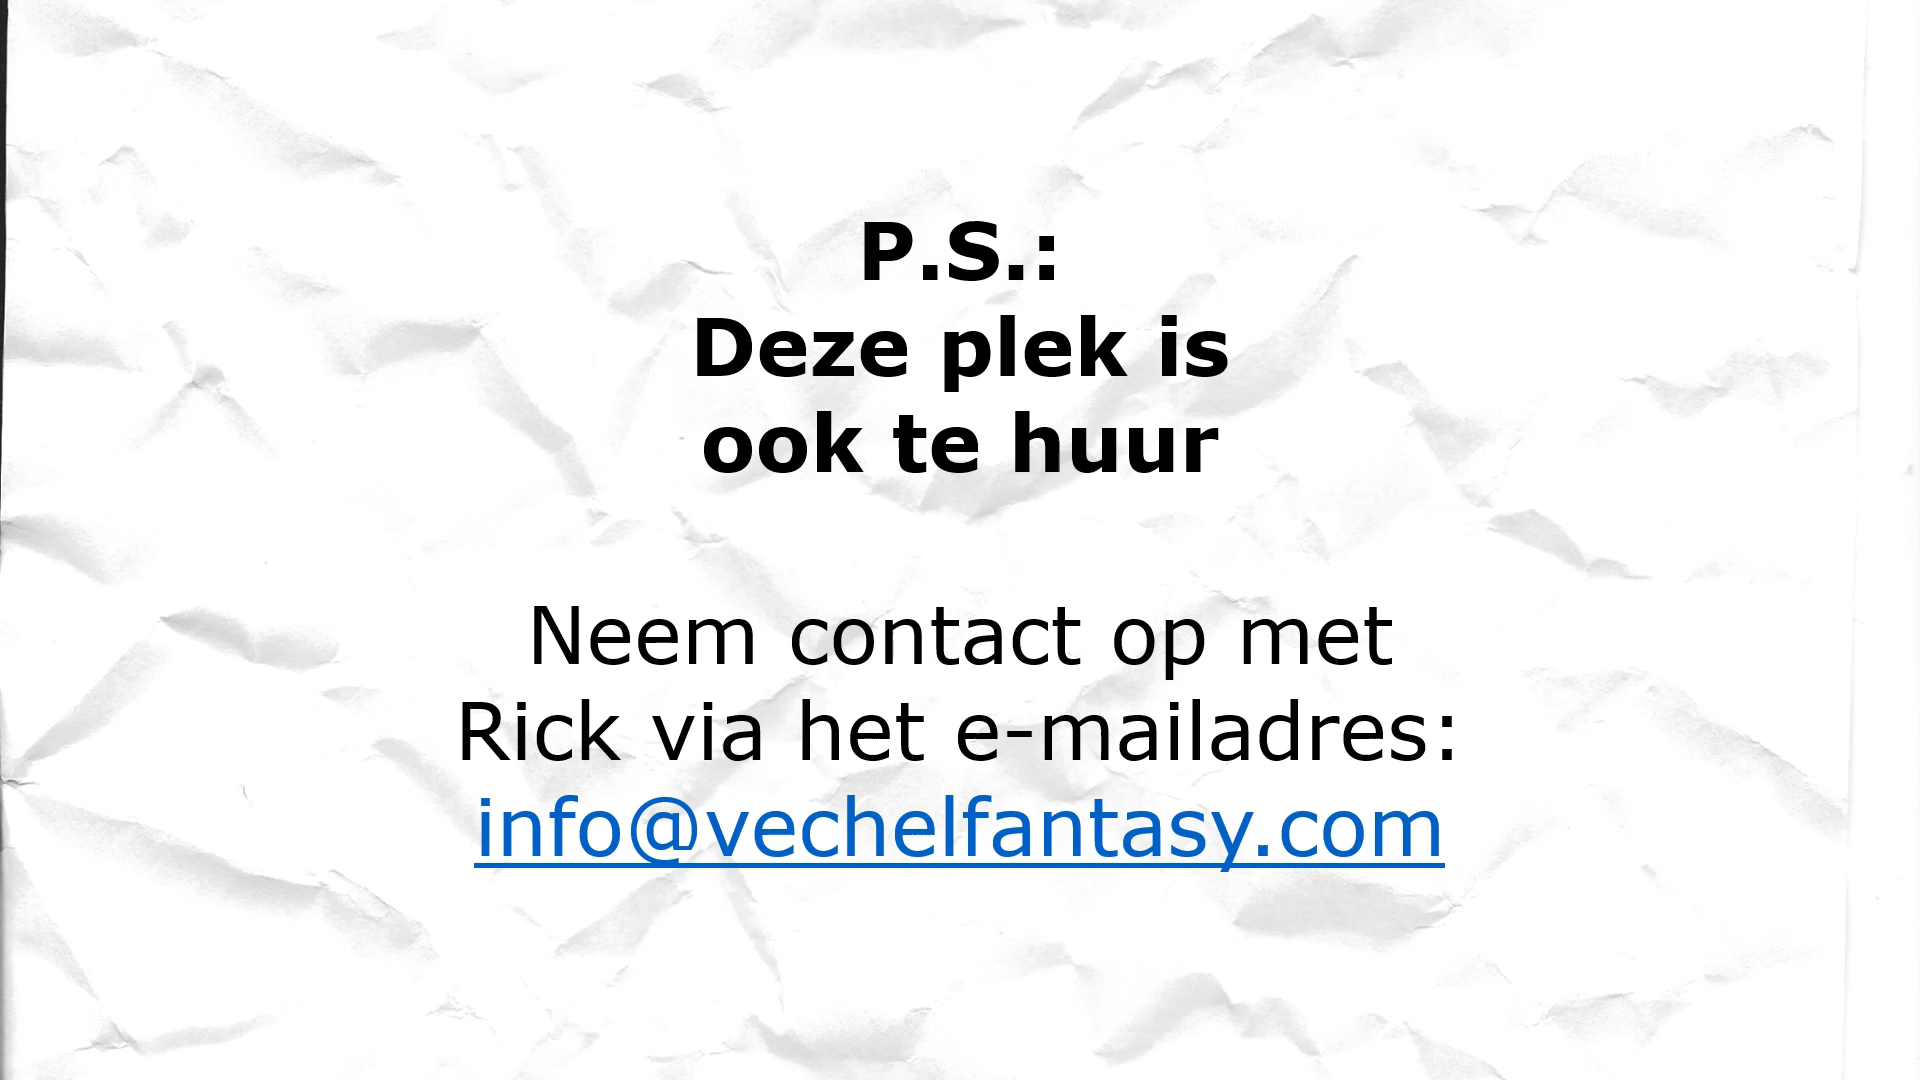 P.S.:
Deze plek is
ook te huur
Neem contact op met
Rick via het e-mailadres:
info@vechelfantasy.com